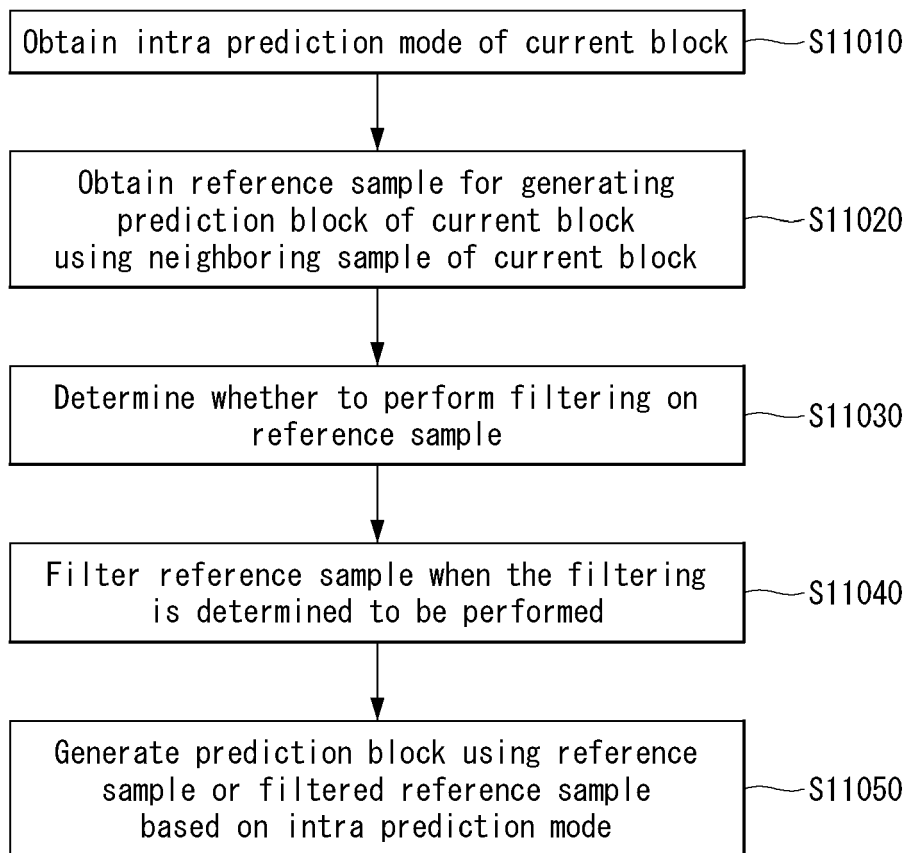 Obtain intra prediction mode of current block
S11010
Obtain reference sample for generating
prediction block of current block
using neighboring sample of current block
S11020
Determine whether to perform filtering on
reference sample
S11030
Filter reference sample when the filtering
is determined to be performed
S11040
Generate prediction block using reference
sample or filtered reference sample
based on intra prediction mode
S11050